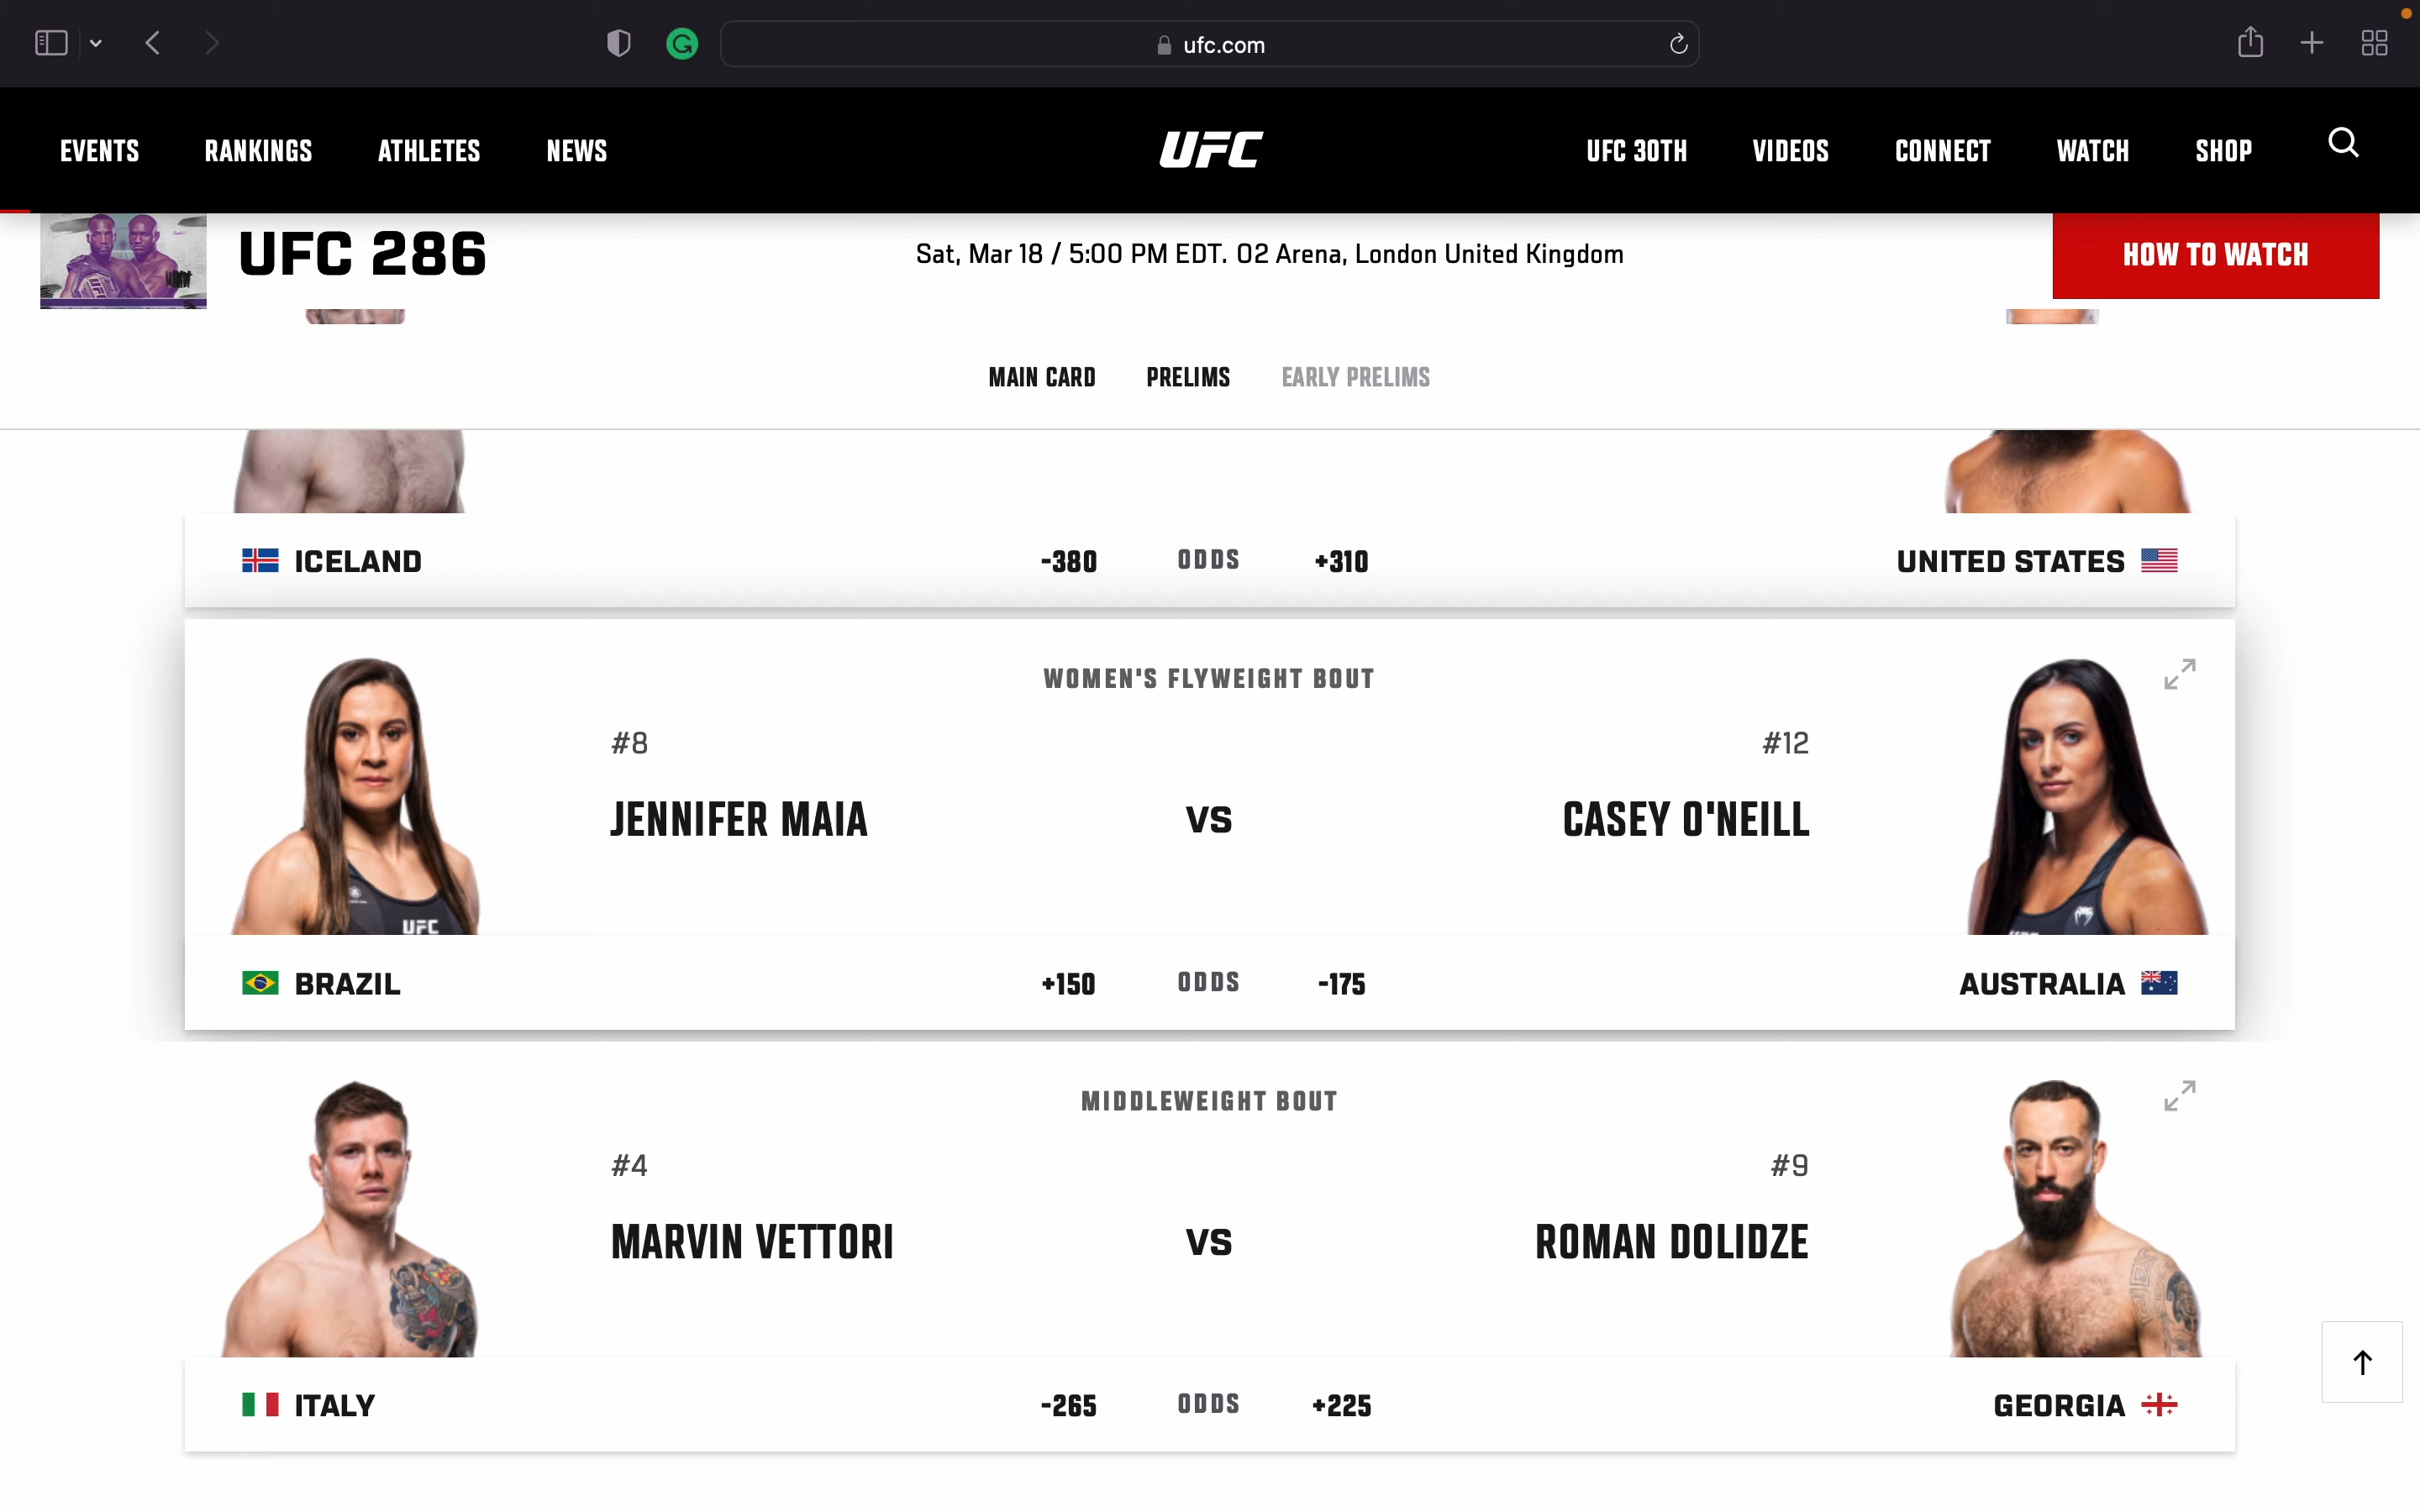 ufc.com
EVENTS RANKINGS ATHLETES NEWS UFC UFC 30TH VIDEOS CONNECT WATCH SHOP
UFC 286
Sat, Mar 18 / 5:00 PM EDT. O2 Arena, London United Kingdom
HOW TO WATCH
MAIN CARD PRELIMS EARLY PRELIMS
ICELAND -380 ODDS +310 UNITED STATES
WOMEN'S FLYWEIGHT BOUT
#8 #12
JENNIFER MAIA VS CASEY O'NEILL
UFC
BRAZIL +150 ODDS -175 AUSTRALIA
MIDDLEWEIGHT BOUT
#4 #9
MARVIN VETTORI VS ROMAN DOLIDZE
ITALY -265 ODDS +225 GEORGIA